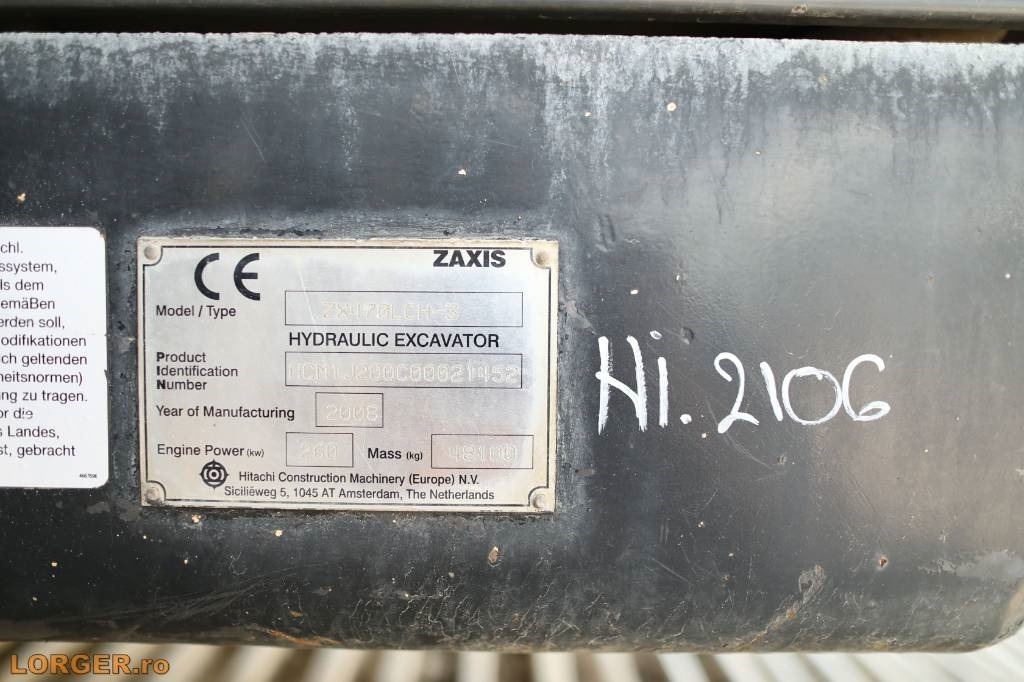 chl.
ssystem,
ls dem
emäßen
erden soll,
odifikationen
ch geltenden
heitsnormen)
ng zu tragen.
or die
s Landes,
st, gebracht
CE ZAXIS
Model / Type ZX470LCH-3
HYDRAULIC EXCAVATOR
Product
Identification HCM1J200C00021452
Number
Year of Manufacturing 2008
Engine Power (kw) 260 Mass (kg) 48100
Hitachi Construction Machinery (Europe) N.V.
Siciliëweg 5, 1045 AT Amsterdam, The Netherlands
Hi. 2106
LORGER.ro